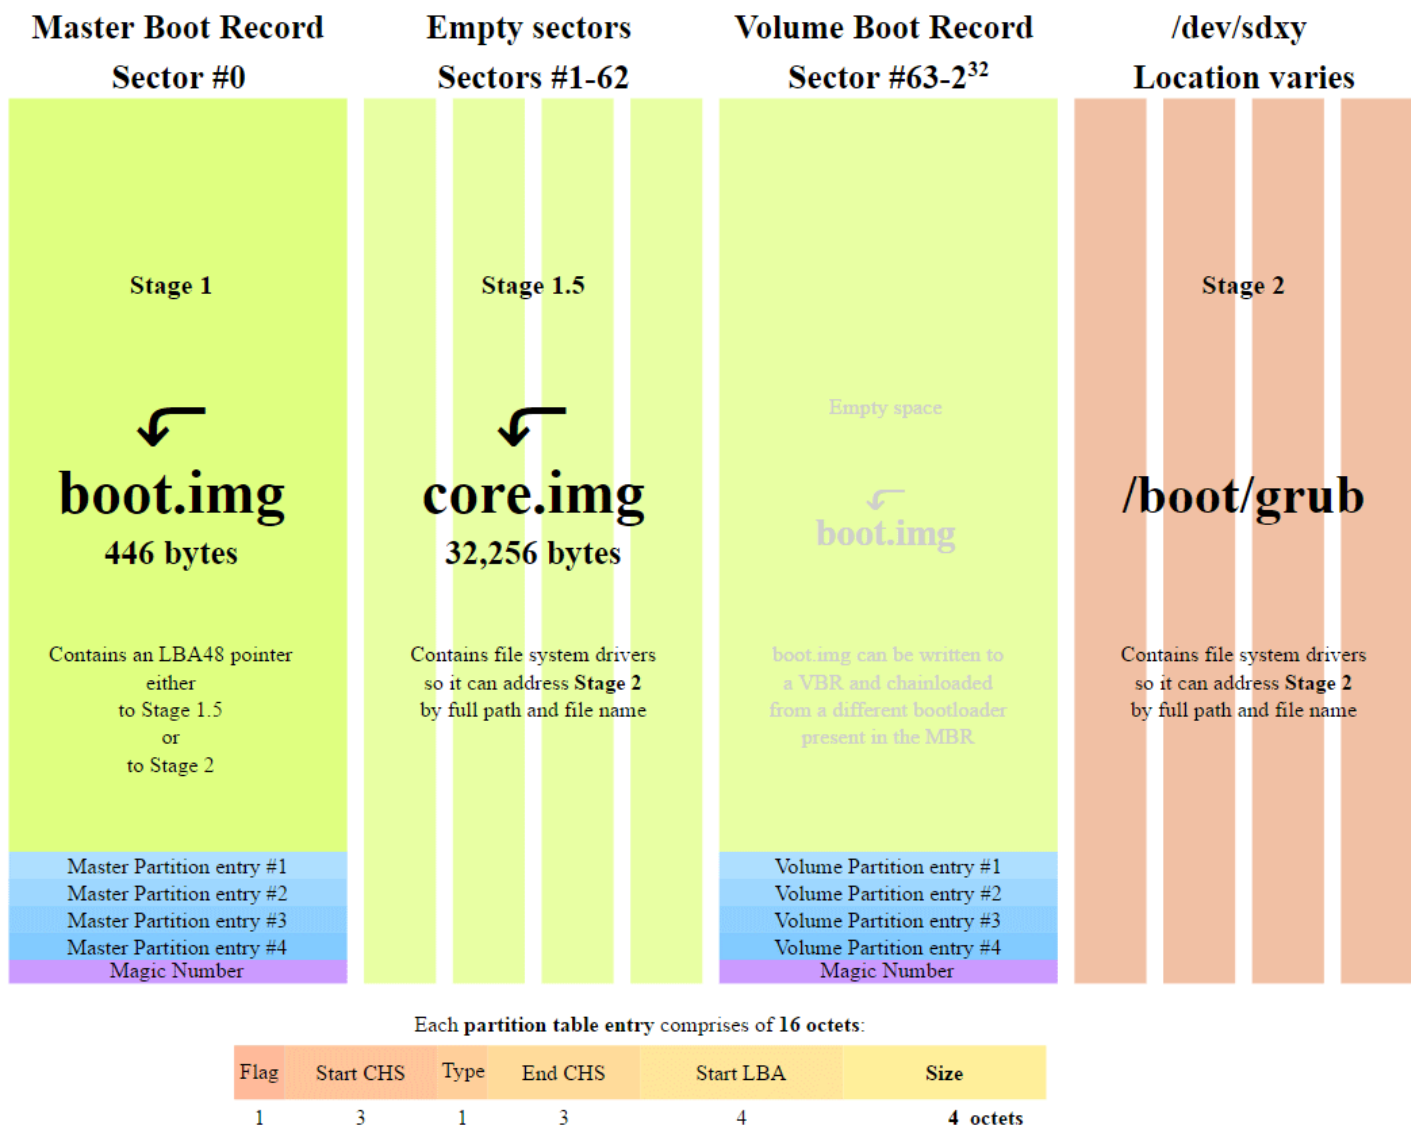 Master Boot Record
Sector #0
Stage 1
boot.img
446 bytes
Contains an LBA48 pointer
either
to Stage 1.5
or
to Stage 2
Master Partition entry #1
Master Partition entry #2
Master Partition entry #3
Master Partition entry #4
Magic Number
Empty sectors
Sectors #1-62
Stage 1.5
core.img
32,256 bytes
Contains file system drivers
so it can address Stage 2
by full path and file name
Volume Boot Record
Sector #63-2³²
Empty space
boot.img
boot.img can be written to
a VBR and chainloaded
from a different bootloader
present in the MBR
Volume Partition entry #1
Volume Partition entry #2
Volume Partition entry #3
Volume Partition entry #4
Magic Number
/dev/sdxy
Location varies
Stage 2
/boot/grub
Contains file system drivers
so it can address Stage 2
by full path and file name
Each partition table entry comprises of 16 octets:
Flag Start CHS Type End CHS Start LBA Size
1 3 1 3 4 4 octets